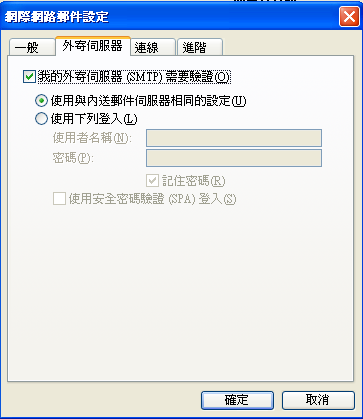 網際網路郵件設定
一般 外寄伺服器 連線 進階
我的外寄伺服器 (SMTP) 需要驗證(O)
使用與內送郵件伺服器相同的設定(U)
使用下列登入(L)
使用者名稱(N):
密碼(P):
記住密碼(R)
使用安全密碼驗證 (SPA) 登入(S)
確定 取消